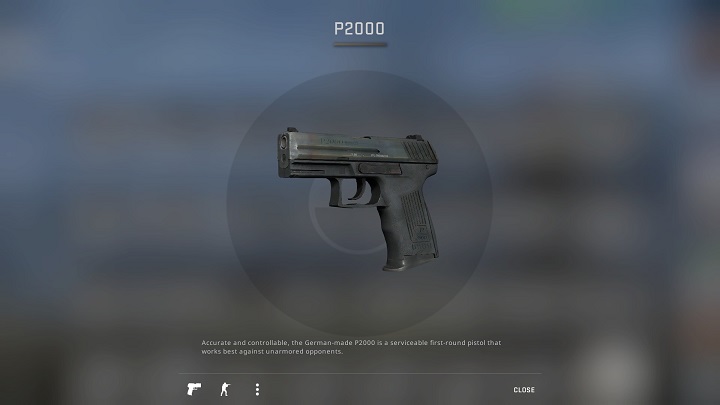 P2000
Accurate and controllable, the German-made P2000 is a serviceable first-round pistol that
works best against unarmored opponents.
CLOSE